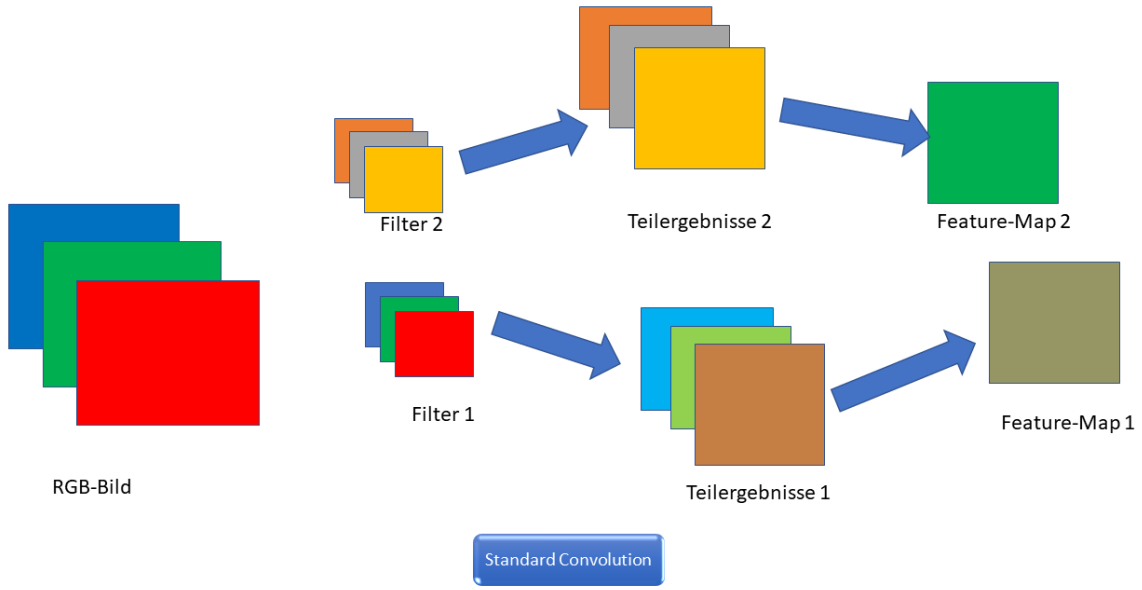 Filter 2
Teilergebnisse 2
Feature-Map 2
Filter 1
Feature-Map 1
RGB-Bild
Teilergebnisse 1
Standard Convolution